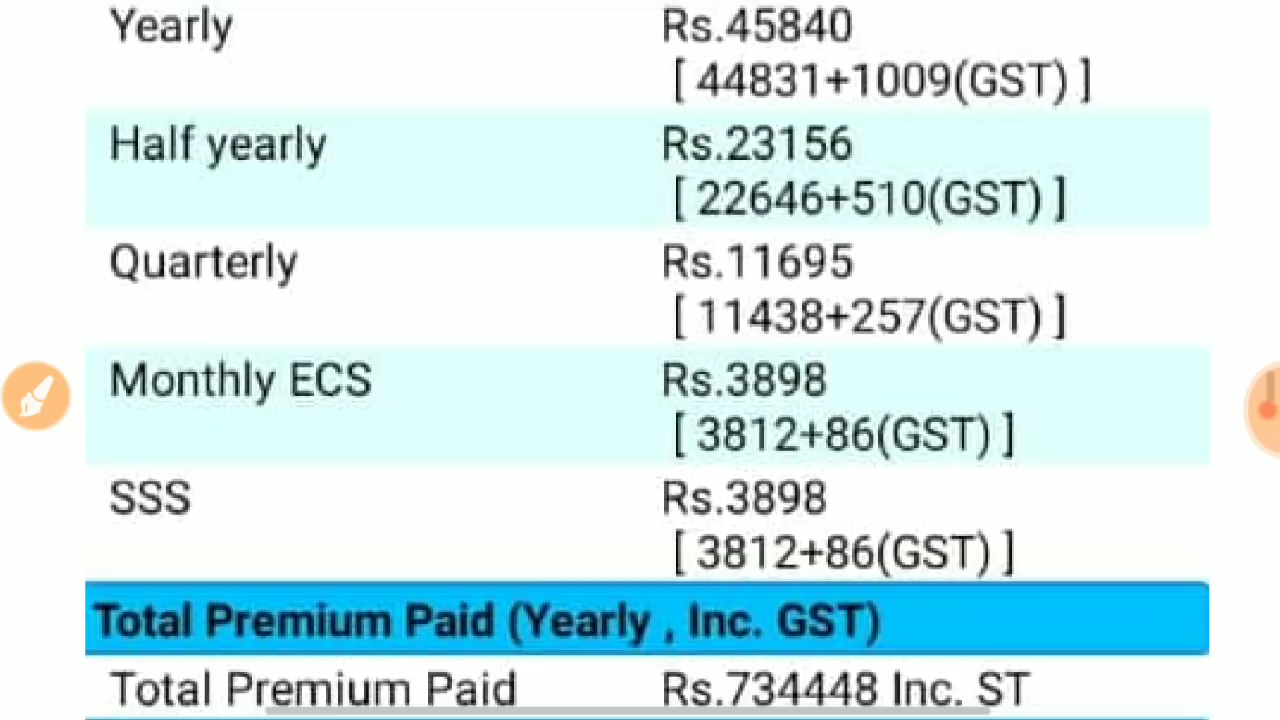 Yearly Rs.45840
[ 44831+1009(GST) ]
Half yearly Rs.23156
[ 22646+510(GST) ]
Quarterly Rs.11695
[ 11438+257(GST) ]
Monthly ECS Rs.3898
[ 3812+86(GST) ]
SSS Rs.3898
[ 3812+86(GST) ]
Total Premium Paid (Yearly , Inc. GST)
Total Premium Paid Rs.734448 Inc. ST